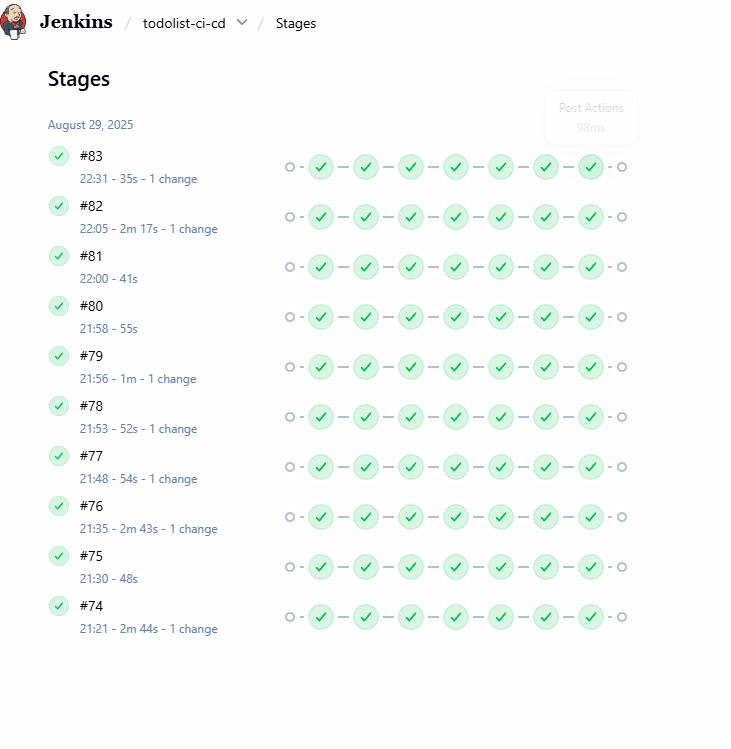 Jenkins / todolist-ci-cd / Stages
Stages
Post Actions
98ms
August 29, 2025
#83
22:31 - 35s - 1 change
#82
22:05 - 2m 17s - 1 change
#81
22:00 - 41s
#80
21:58 - 55s
#79
21:56 - 1m - 1 change
#78
21:53 - 52s - 1 change
#77
21:48 - 54s - 1 change
#76
21:35 - 2m 43s - 1 change
#75
21:30 - 48s
#74
21:21 - 2m 44s - 1 change